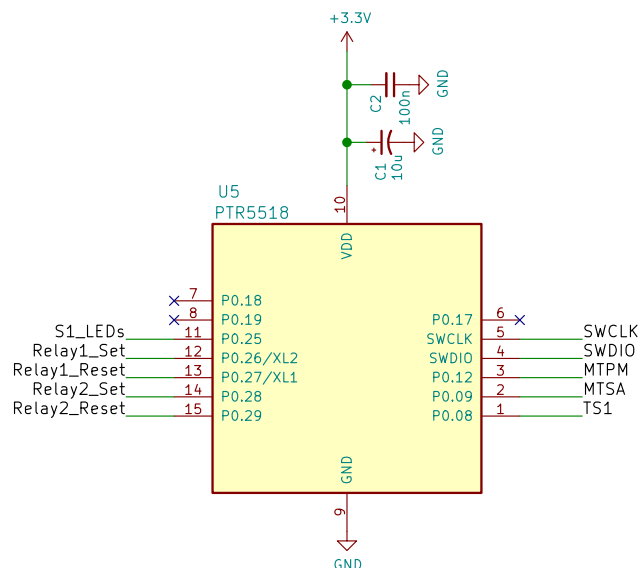 +3.3V
C2
100n
GND
C1
10u
GND
U5
PTR5518
10
VDD
7 P0.18
8 P0.19
S1_LEDs 11 P0.25
Relay1_Set 12 P0.26/XL2
Relay1_Reset 13 P0.27/XL1
Relay2_Set 14 P0.28
Relay2_Reset 15 P0.29
P0.17 6
SWCLK 5 SWCLK
SWDIO 4 SWDIO
P0.12 3 MTPM
P0.09 2 MTSA
P0.08 1 TS1
GND
9
GND